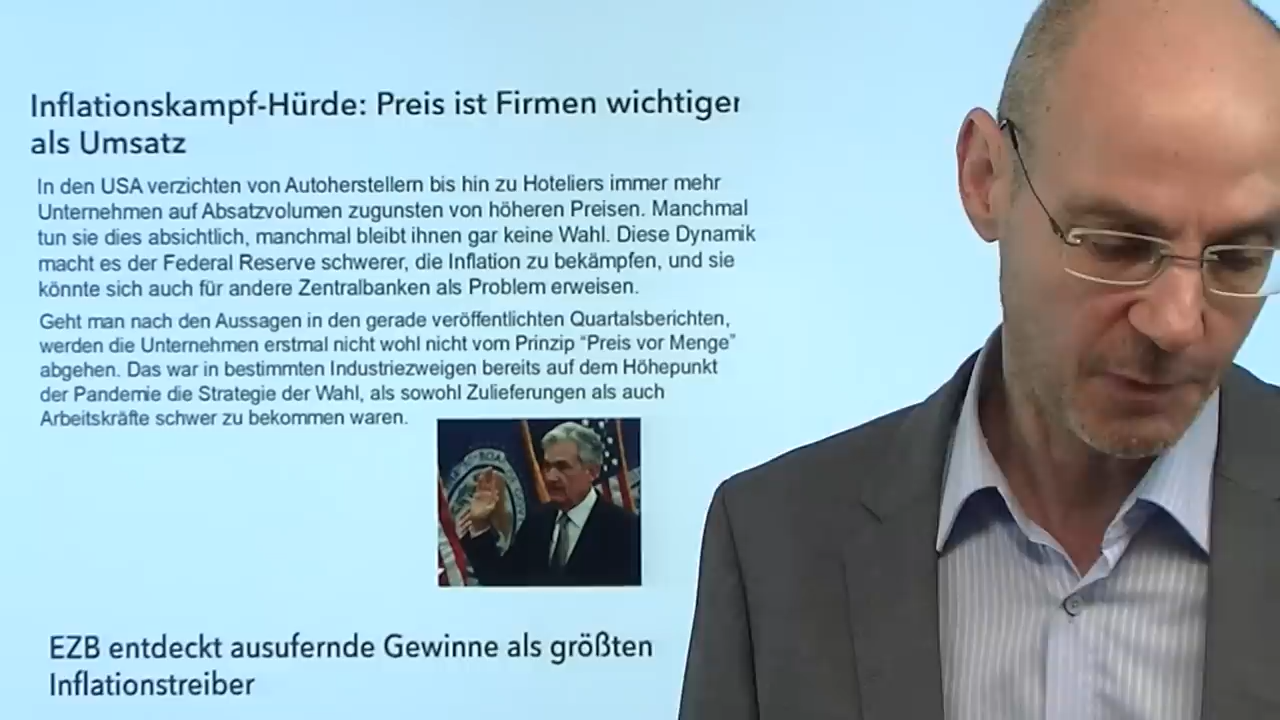 Inflationskampf-Hürde: Preis ist Firmen wichtiger
als Umsatz
In den USA verzichten von Autoherstellern bis hin zu Hoteliers immer mehr
Unternehmen auf Absatzvolumen zugunsten von höheren Preisen. Manchmal
tun sie dies absichtlich, manchmal bleibt ihnen gar keine Wahl. Diese Dynamik
macht es der Federal Reserve schwerer, die Inflation zu bekämpfen, und sie
könnte sich auch für andere Zentralbanken als Problem erweisen.
Geht man nach den Aussagen in den gerade veröffentlichten Quartalsberichten,
werden die Unternehmen erstmal nicht wohl nicht vom Prinzip “Preis vor Menge”
abgehen. Das war in bestimmten Industriezweigen bereits auf dem Höhepunkt
der Pandemie die Strategie der Wahl, als sowohl Zulieferungen als auch
Arbeitskräfte schwer zu bekommen waren.
EZB entdeckt ausufernde Gewinne als größten
Inflationstreiber